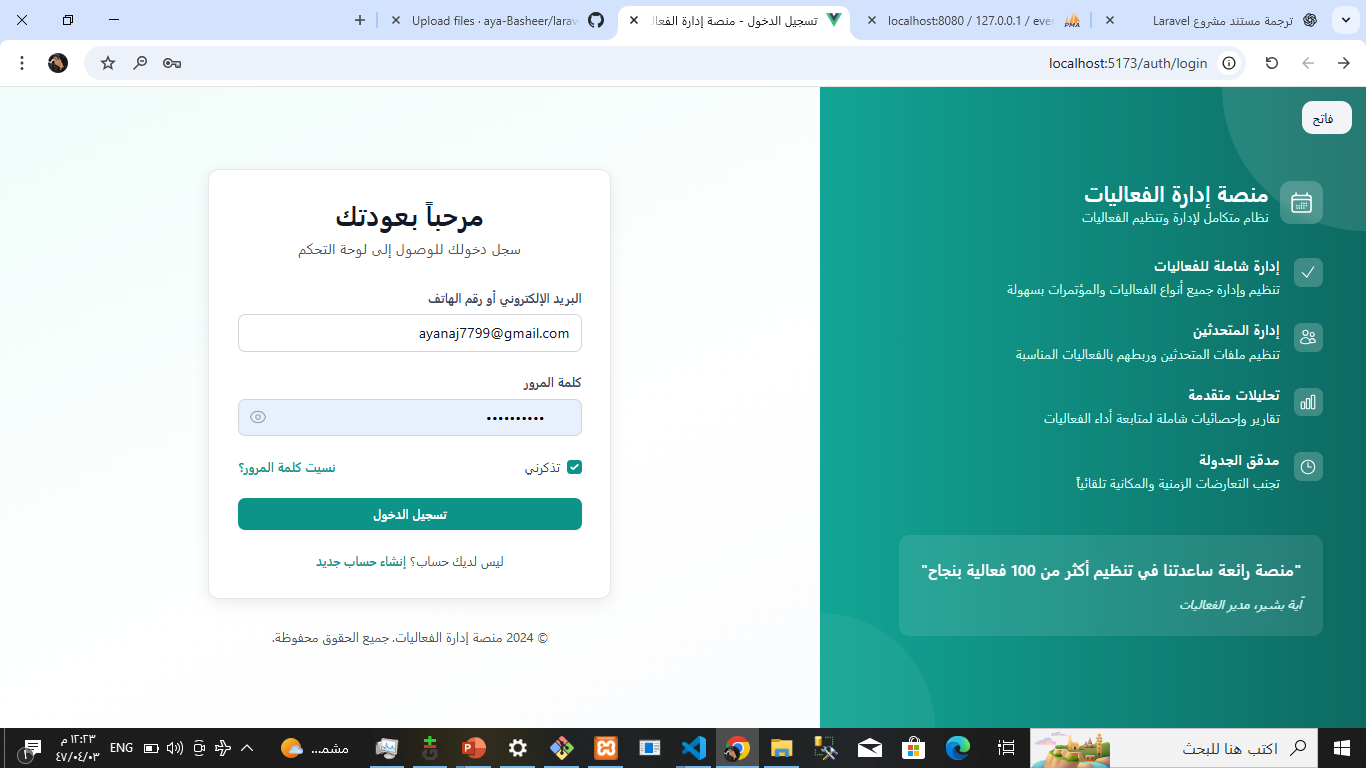 ترجمة مستند مشروع Laravel
localhost:8080 / 127.0.0.1 / eve
تسجيل الدخول - منصة إدارة الفعال
Upload files · aya-Basheer/larav
localhost:5173/auth/login
فاتح
منصة إدارة الفعاليات
نظام متكامل لإدارة وتنظيم الفعاليات
إدارة شاملة للفعاليات
تنظيم وإدارة جميع أنواع الفعاليات والمؤتمرات بسهولة
إدارة المتحدثين
تنظيم ملفات المتحدثين وربطهم بالفعاليات المناسبة
تحليلات متقدمة
تقارير وإحصائيات شاملة لمتابعة أداء الفعاليات
مدقق الجدولة
تجنب التعارضات الزمنية والمكانية تلقائياً
"منصة رائعة ساعدتنا في تنظيم أكثر من 100 فعالية بنجاح"
آية بشير، مدير الفعاليات
مرحباً بعودتك
سجل دخولك للوصول إلى لوحة التحكم
البريد الإلكتروني أو رقم الهاتف
ayanaj7799@gmail.com
كلمة المرور
••••••••••
تذكرني
نسيت كلمة المرور؟
تسجيل الدخول
ليس لديك حساب؟ إنشاء حساب جديد
© 2024 منصة إدارة الفعاليات. جميع الحقوق محفوظة.
اكتب هنا للبحث
مشمـ...
ENG
١٢:٢٣ م
٤٧/٠٤/٠٣
١